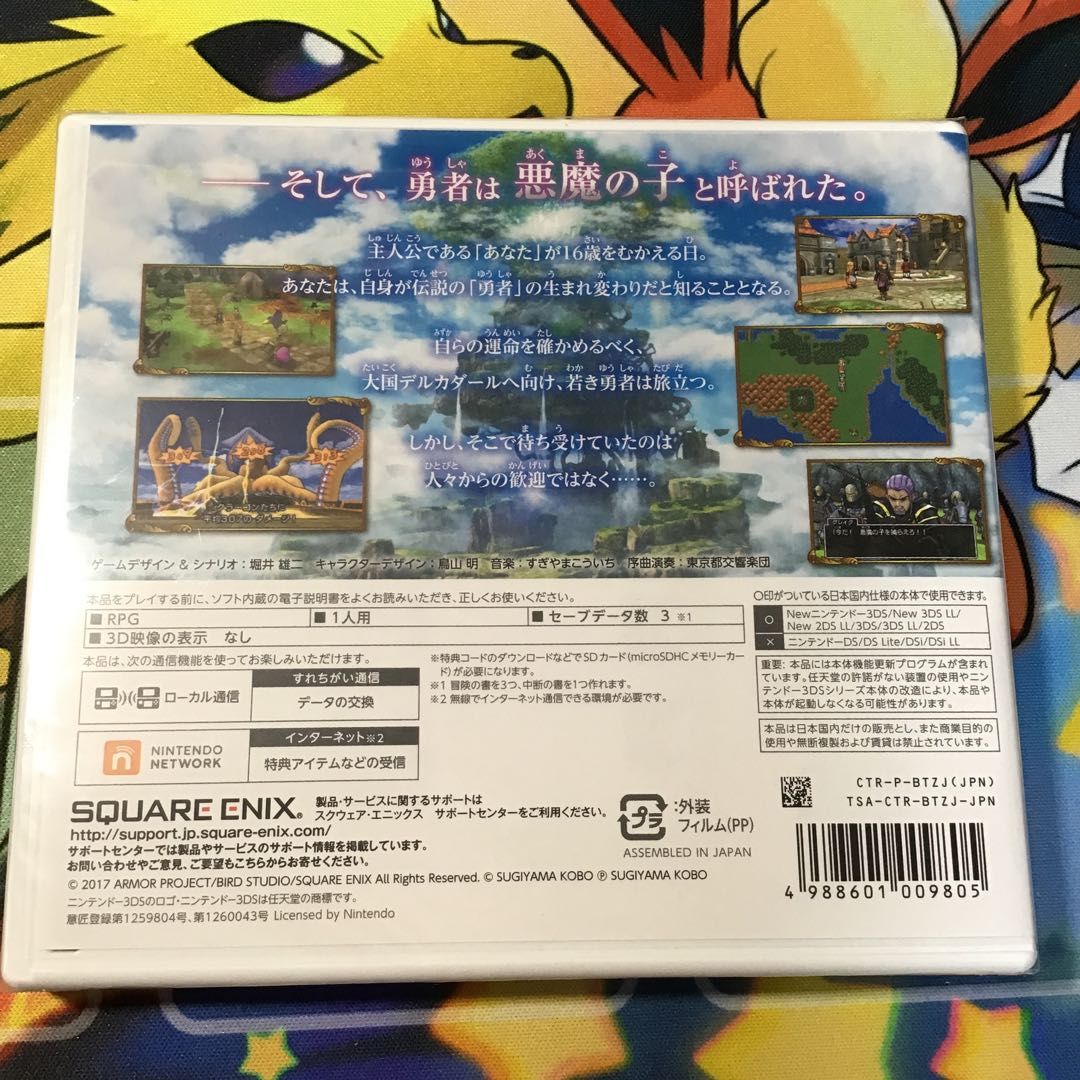 ── そして、勇者は 悪魔の子 と呼ばれた。
主人公である「あなた」が16歳をむかえる日。
あなたは、自身が伝説の「勇者」の生まれ変わりだと知ることとなる。
自らの運命を確かめるべく、
大国デルカダールへ向け、若き勇者は旅立つ。
しかし、そこで待ち受けていたのは
人々からの歓迎ではなく……。
クラーゴンたちに
平均307のダメージ!
グレイグ
「今だ! 悪魔の子を捕らえろ!!
ゲームデザイン & シナリオ:堀井 雄二 キャラクターデザイン:鳥山 明 音楽:すぎやまこういち 序曲演奏:東京都交響楽団
本品をプレイする前に、ソフト内蔵の電子説明書をよくお読みいただき、正しくお使いください。
■ RPG ■ 1人用 ■ セーブデータ数 3 ※1
■ 3D映像の表示 なし
本品は、次の通信機能を使ってお楽しみいただけます。
ローカル通信
すれちがい通信
データの交換
NINTENDO
NETWORK
インターネット※2
特典アイテムなどの受信
※特典コードのダウンロードなどでSDカード(microSDHCメモリーカー
ド)が必要になります。
※1 冒険の書を3つ、中断の書を1つ作れます。
※2 無線でインターネット通信できる環境が必要です。
○印がついている日本国内仕様の本体で使用できます。
○ Newニンテンドー3DS/New 3DS LL/
New 2DS LL/3DS/3DS LL/2DS
× ニンテンドーDS/DS Lite/DSi/DSi LL
重要: 本品には本体機能更新プログラムが含まれ
ています。任天堂の許諾がない装置の使用やニン
テンドー3DSシリーズ本体の改造により、本品や
本体が起動しなくなる可能性があります。
本品は日本国内だけの販売とし、また商業目的の
使用や無断複製および賃貸は禁止されています。
SQUARE ENIX®
製品・サービスに関するサポートは
スクウェア・エニックス サポートセンターをご利用ください。
http://support.jp.square-enix.com/
サポートセンターでは製品やサービスのサポート情報を掲載しています。
お問い合わせやご意見、ご要望もこちらからお寄せください。
© 2017 ARMOR PROJECT/BIRD STUDIO/SQUARE ENIX All Rights Reserved. © SUGIYAMA KOBO ℗ SUGIYAMA KOBO
ニンテンドー3DSのロゴ・ニンテンドー3DSは任天堂の商標です。
意匠登録第1259804号、第1260043号 Licensed by Nintendo
プラ
:外装
フィルム(PP)
ASSEMBLED IN JAPAN
CTR-P-BTZJ(JPN)
TSA-CTR-BTZJ-JPN
4 988601 009805